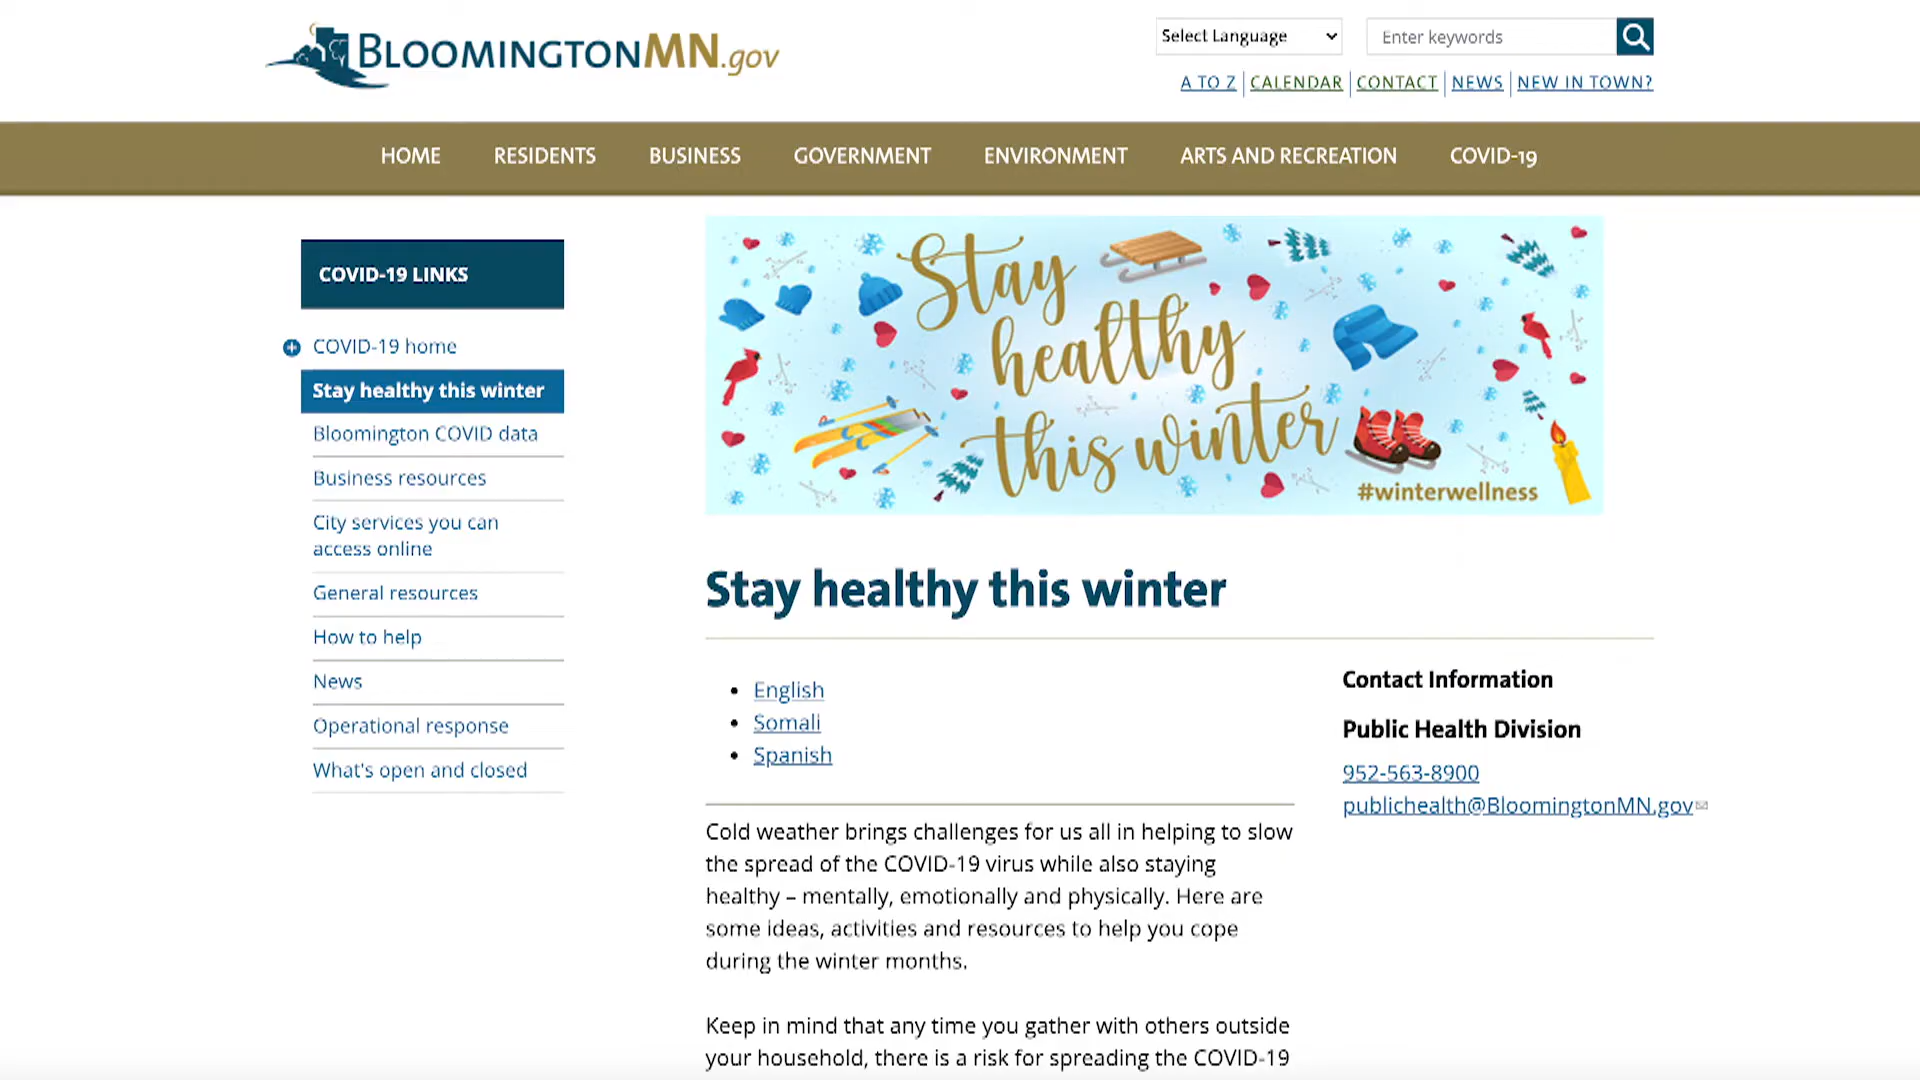 BLOOMINGTONMN.gov
Select Language
Enter keywords
A TO Z CALENDAR CONTACT NEWS NEW IN TOWN?
HOME RESIDENTS BUSINESS GOVERNMENT ENVIRONMENT ARTS AND RECREATION COVID-19
COVID-19 LINKS
COVID-19 home
Stay healthy this winter
Bloomington COVID data
Business resources
City services you can
access online
General resources
How to help
News
Operational response
What's open and closed
Stay
healthy
this winter
#winterwellness
Stay healthy this winter
English
Somali
Spanish
Cold weather brings challenges for us all in helping to slow
the spread of the COVID-19 virus while also staying
healthy – mentally, emotionally and physically. Here are
some ideas, activities and resources to help you cope
during the winter months.
Keep in mind that any time you gather with others outside
your household, there is a risk for spreading the COVID-19
Contact Information
Public Health Division
952-563-8900
publichealth@BloomingtonMN.gov